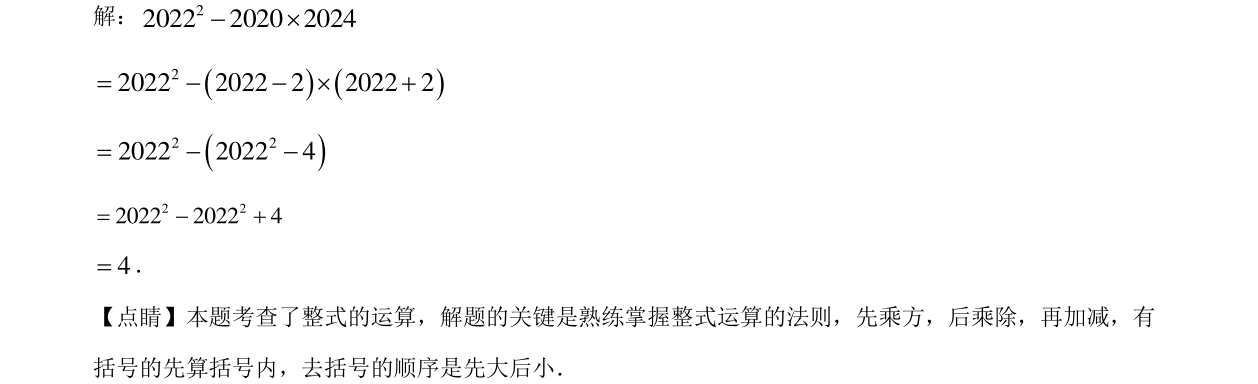 解：2022² − 2020×2024
= 2022² − (2022 − 2)×(2022 + 2)
= 2022² − (2022² − 4)
= 2022² − 2022² + 4
= 4．
【点睛】本题考查了整式的运算，解题的关键是熟练掌握整式运算的法则，先乘方，后乘除，再加减，有
括号的先算括号内，去括号的顺序是先大后小．